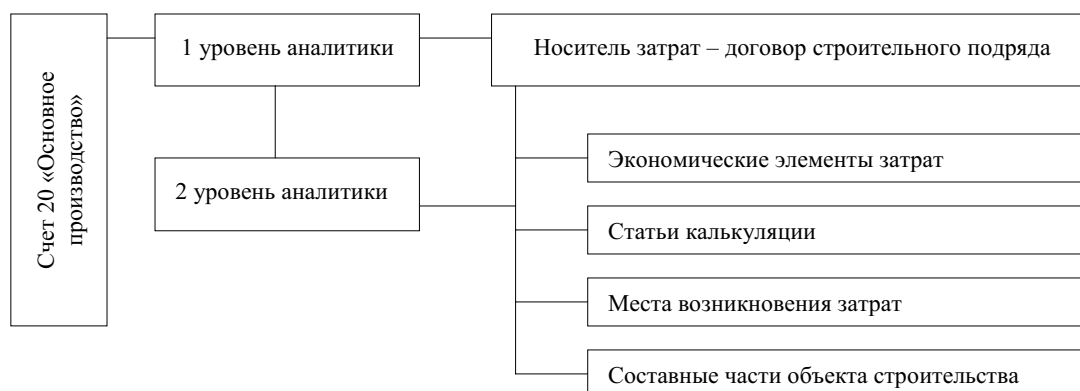 Счет 20 «Основное
производство»
1 уровень аналитики
Носитель затрат – договор строительного подряда
2 уровень аналитики
Экономические элементы затрат
Статьи калькуляции
Места возникновения затрат
Составные части объекта строительства